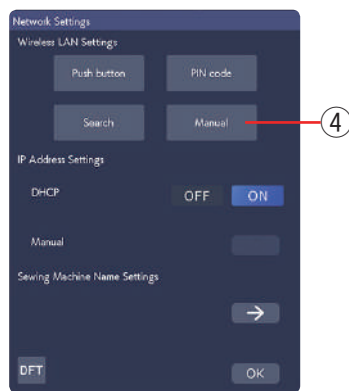 Network Settings
Wireless LAN Settings
Push button PIN code
Search Manual
4
IP Address Settings
DHCP OFF ON
Manual
Sewing Machine Name Settings
→
DFT OK